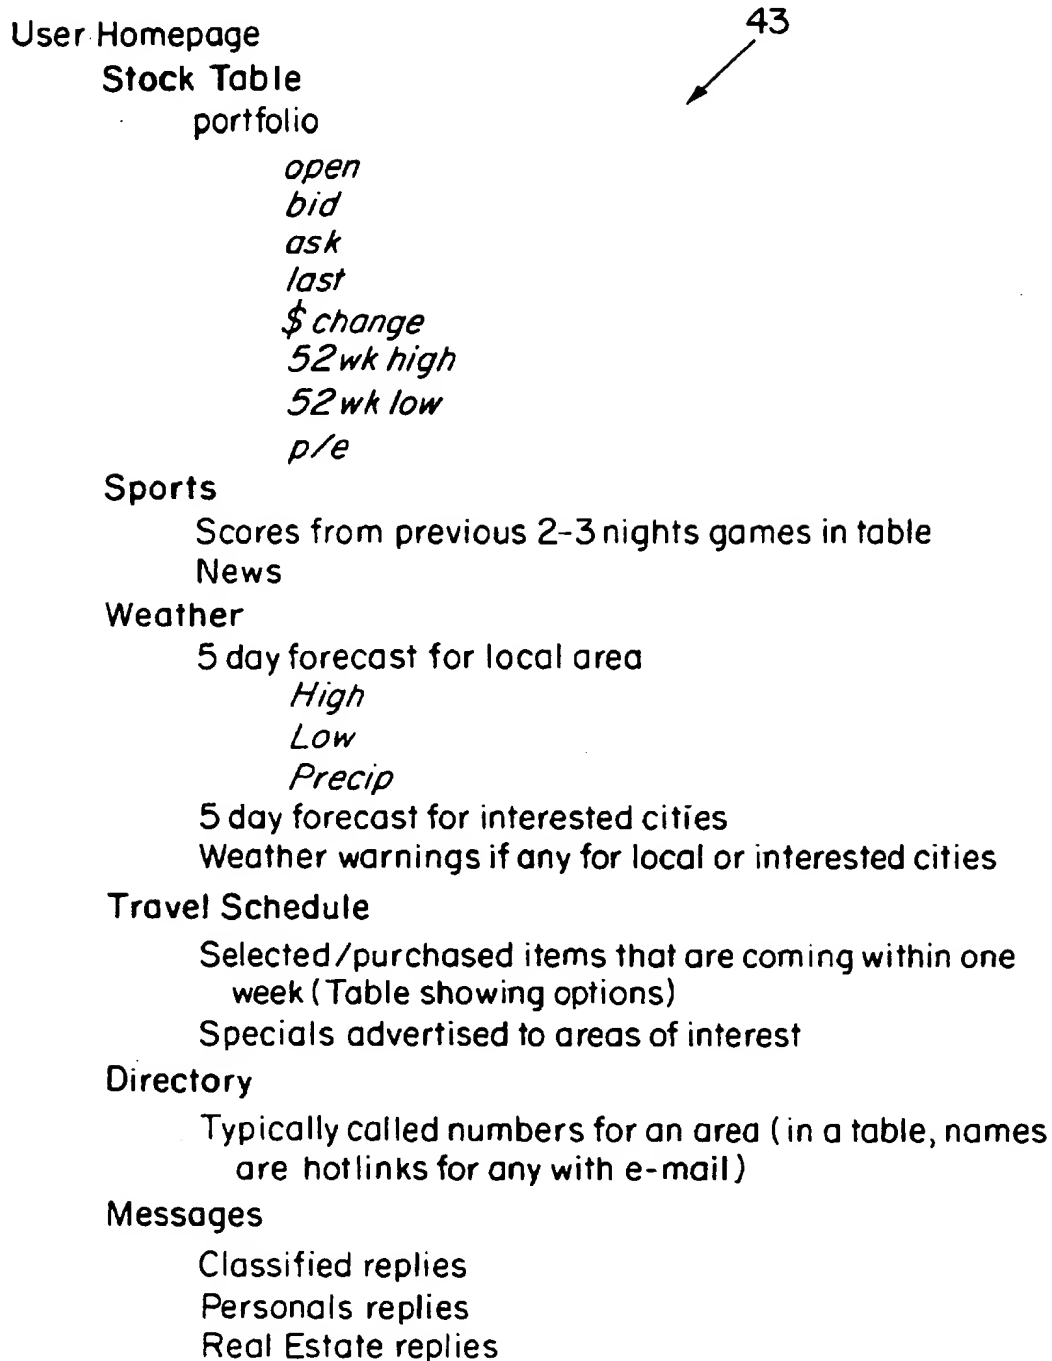 43
User Homepage
Stock Table
portfolio
open
bid
ask
last
$ change
52 wk high
52 wk low
p/e
Sports
Scores from previous 2-3 nights games in table
News
Weather
5 day forecast for local area
High
Low
Precip
5 day forecast for interested cities
Weather warnings if any for local or interested cities
Travel Schedule
Selected/purchased items that are coming within one
week (Table showing options)
Specials advertised to areas of interest
Directory
Typically called numbers for an area (in a table, names
are hotlinks for any with e-mail)
Messages
Classified replies
Personals replies
Real Estate replies